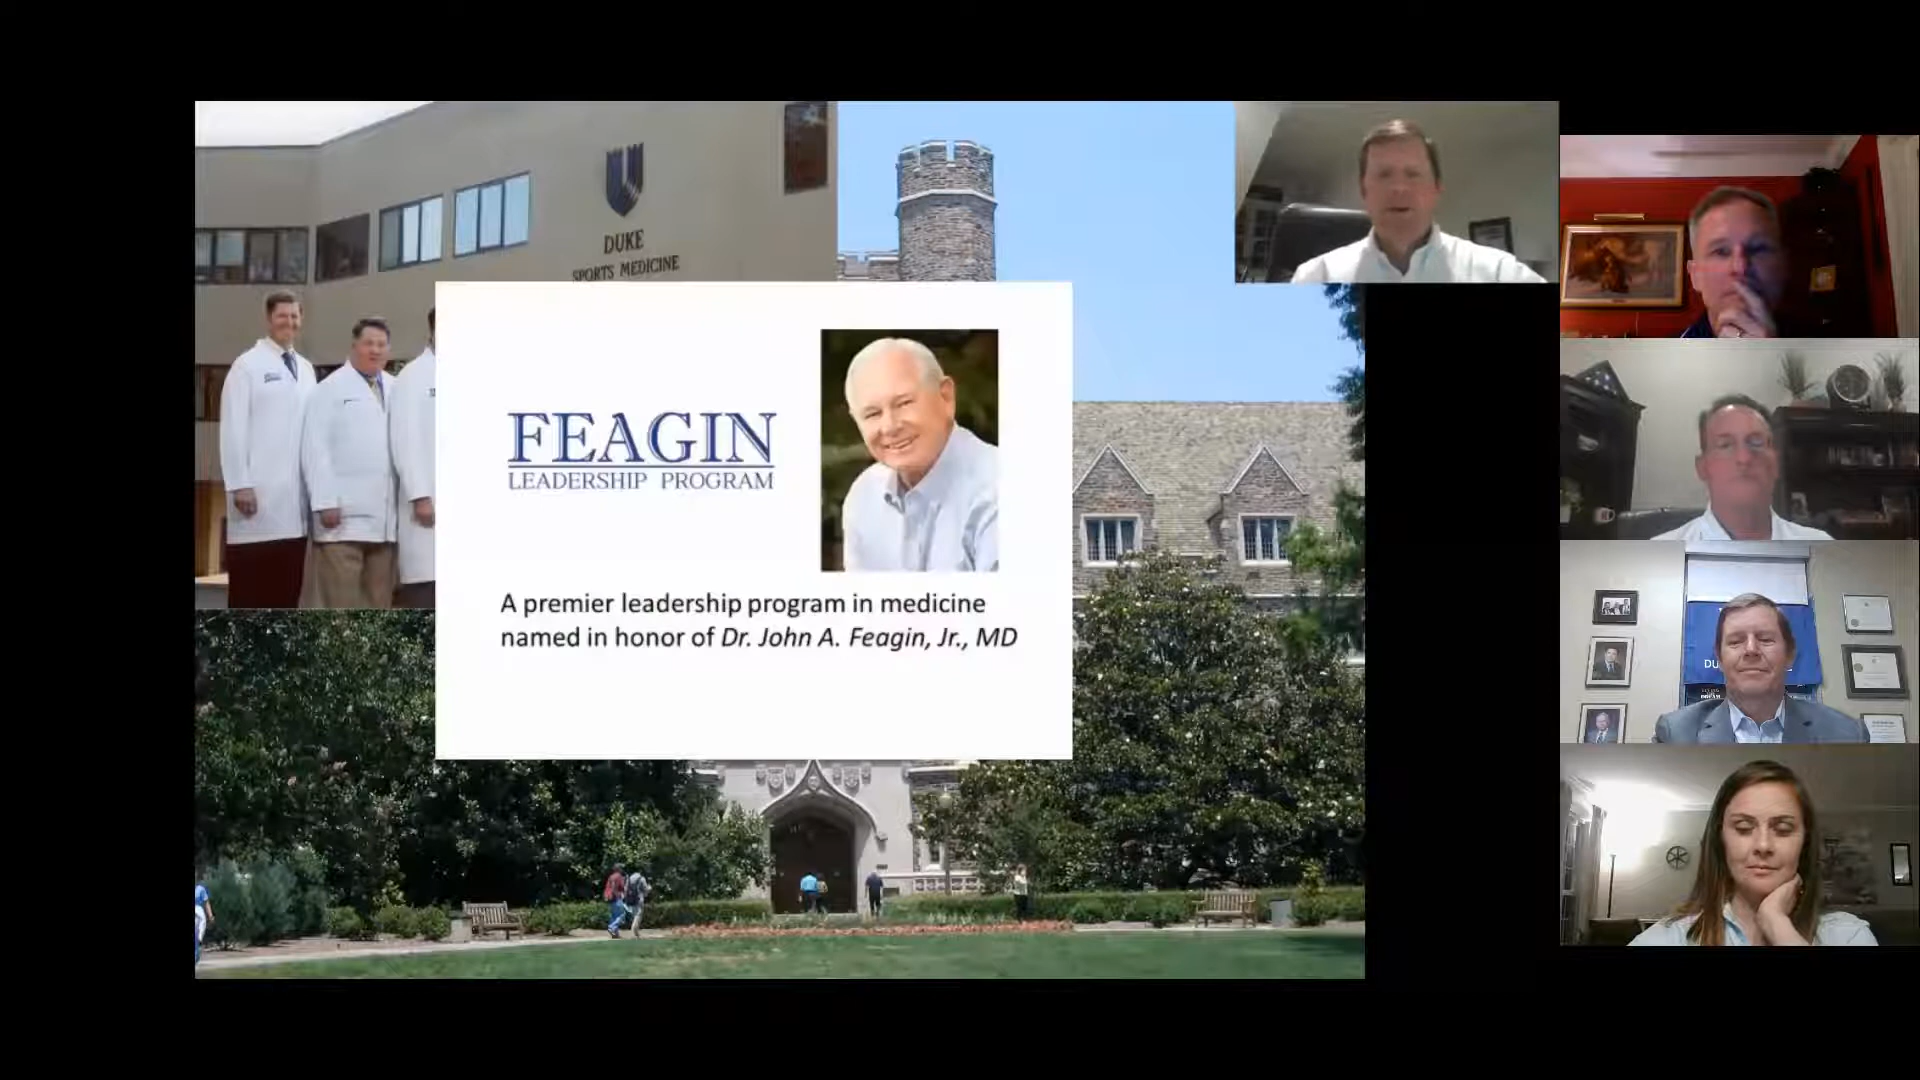 DUKE
SPORTS MEDICINE
FEAGIN
LEADERSHIP PROGRAM
A premier leadership program in medicine
named in honor of Dr. John A. Feagin, Jr., MD
DU